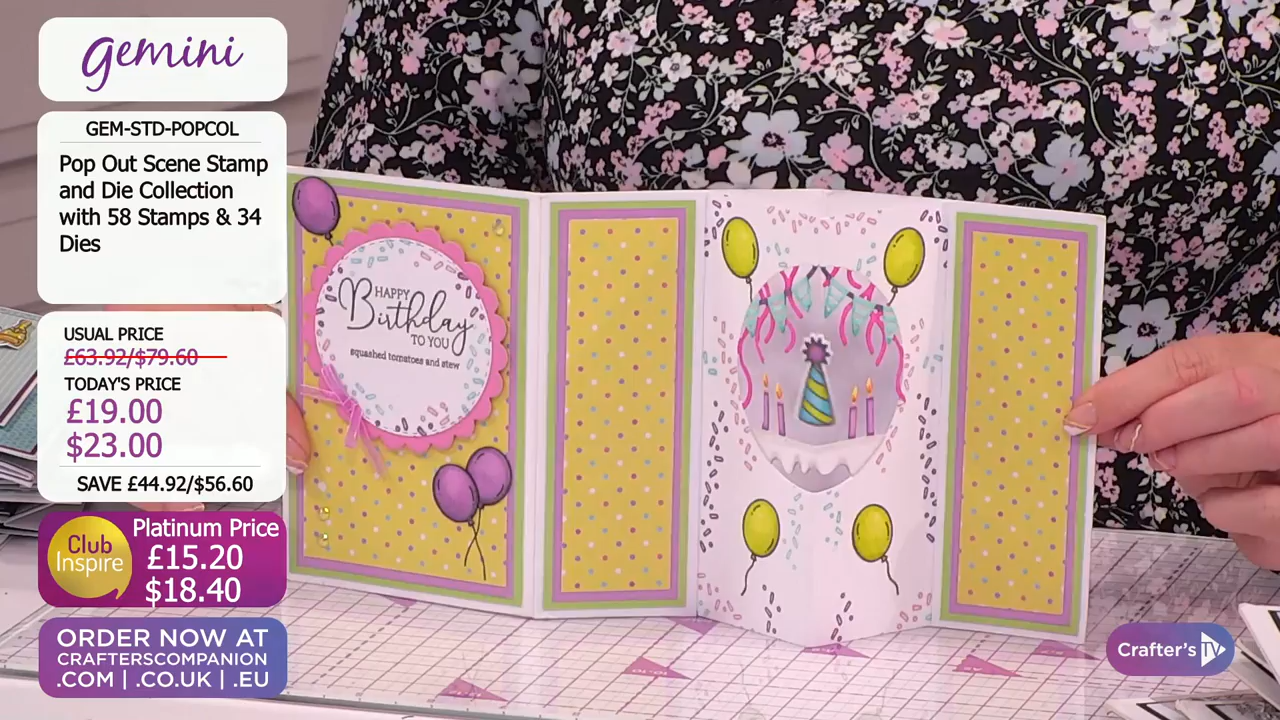 gemini
GEM-STD-POPCOL
Pop Out Scene Stamp
and Die Collection
with 58 Stamps & 34
Dies
USUAL PRICE
£63.92/$79.60
TODAY'S PRICE
£19.00
$23.00
SAVE £44.92/$56.60
Club
Inspire
Platinum Price
£15.20
$18.40
ORDER NOW AT
CRAFTERSCOMPANION
.COM | .CO.UK | .EU
HAPPY
Birthday
TO YOU
squashed tomatoes and stew
Crafter's TV